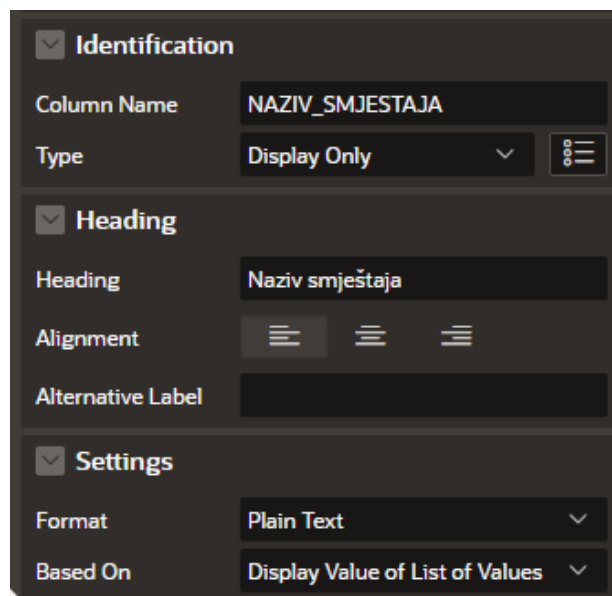 Identification
Column Name NAZIV_SMJESTAJA
Type Display Only
Heading
Heading Naziv smještaja
Alignment
Alternative Label
Settings
Format Plain Text
Based On Display Value of List of Values